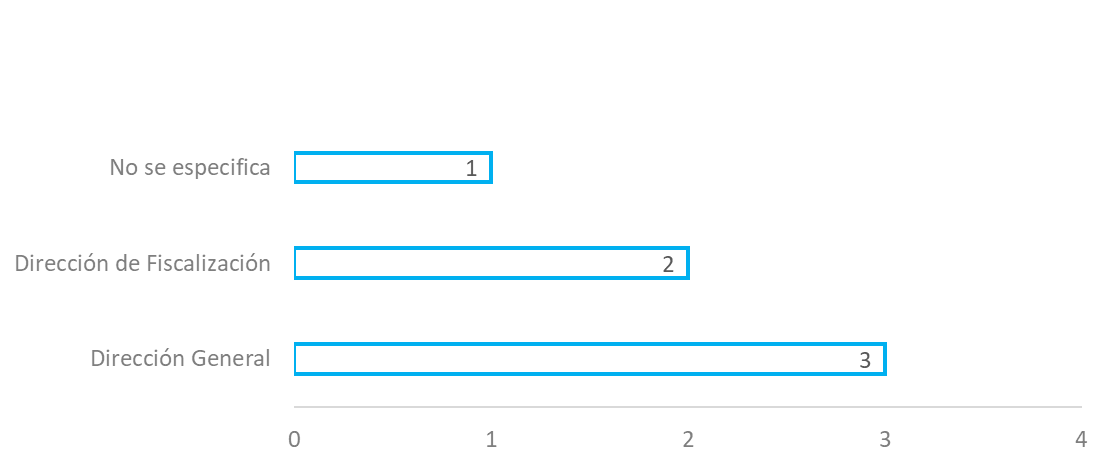 No se especifica 1
Dirección de Fiscalización 2
Dirección General 3
0 1 2 3 4